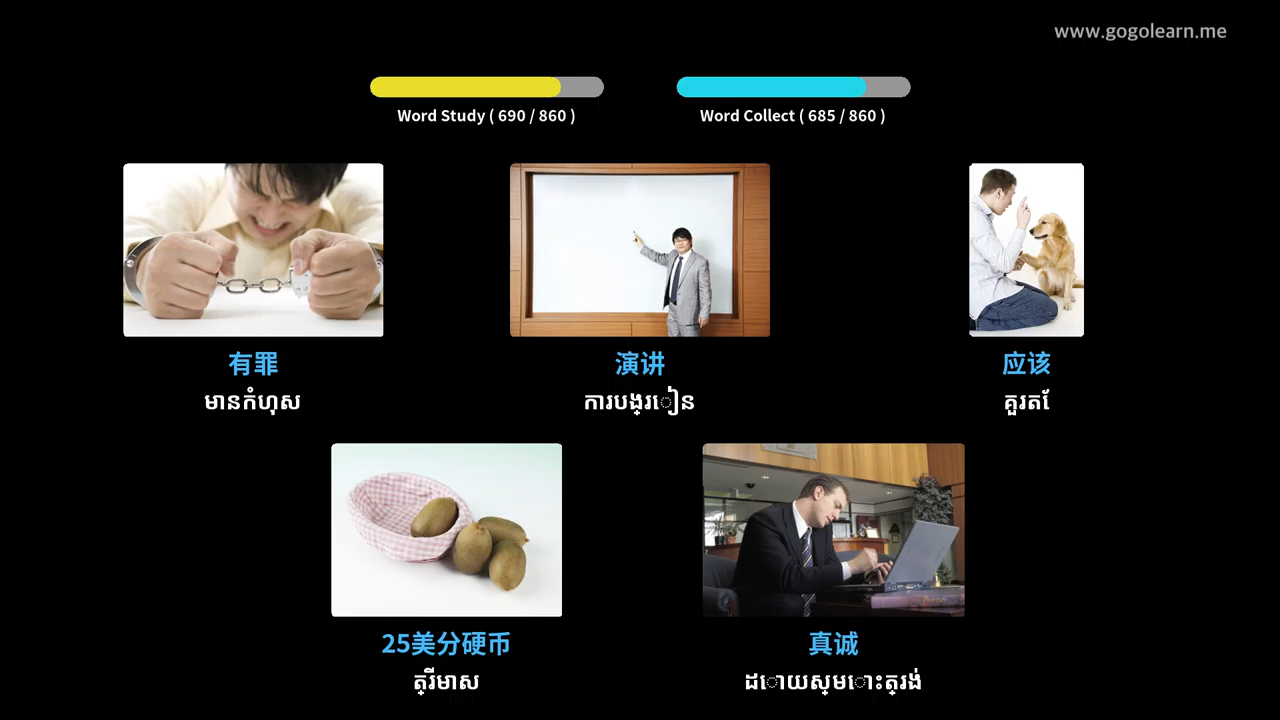 www.gogolearn.me
Word Study ( 690 / 860 )
Word Collect ( 685 / 860 )
有罪
មានកំហុស
演讲
ការបង្រៀន
应该
គួរតែ
25美分硬币
ត្រីមាស
真诚
ដោយស្មោះត្រង់